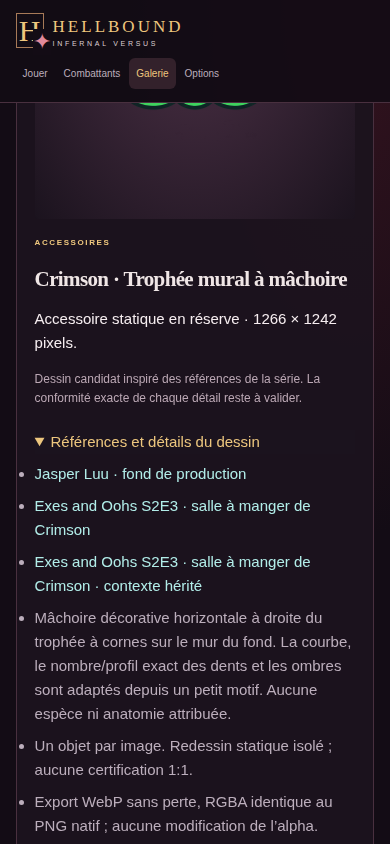 HELLBOUND
INFERNAL VERSUS
Jouer Combattants Galerie Options
ACCESSOIRES
Crimson · Trophée mural à mâchoire
Accessoire statique en réserve · 1266 × 1242
pixels.
Dessin candidat inspiré des références de la série. La
conformité exacte de chaque détail reste à valider.
▼ Références et détails du dessin
• Jasper Luu · fond de production
• Exes and Oohs S2E3 · salle à manger de
Crimson
• Exes and Oohs S2E3 · salle à manger de
Crimson · contexte hérité
• Mâchoire décorative horizontale à droite du
trophée à cornes sur le mur du fond. La courbe,
le nombre/profil exact des dents et les ombres
sont adaptés depuis un petit motif. Aucune
espèce ni anatomie attribuée.
• Un objet par image. Redessin statique isolé ;
aucune certification 1:1.
• Export WebP sans perte, RGBA identique au
PNG natif ; aucune modification de l’alpha.